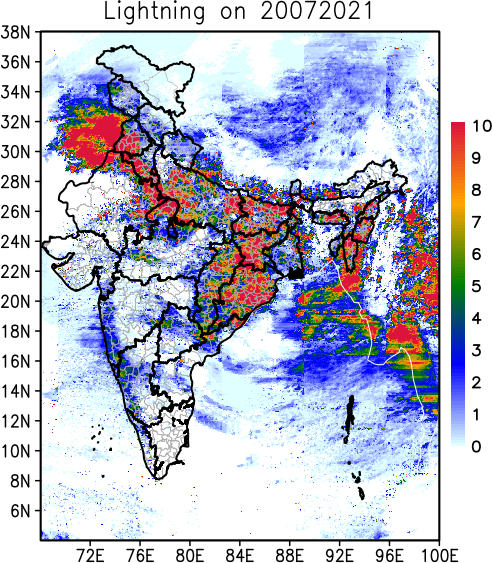 Lightning on 20072021
38N
36N
34N
32N
30N
28N
26N
24N
22N
20N
18N
16N
14N
12N
10N
8N
6N
72E 76E 80E 84E 88E 92E 96E 100E
10
9
8
7
6
5
4
3
2
1
0